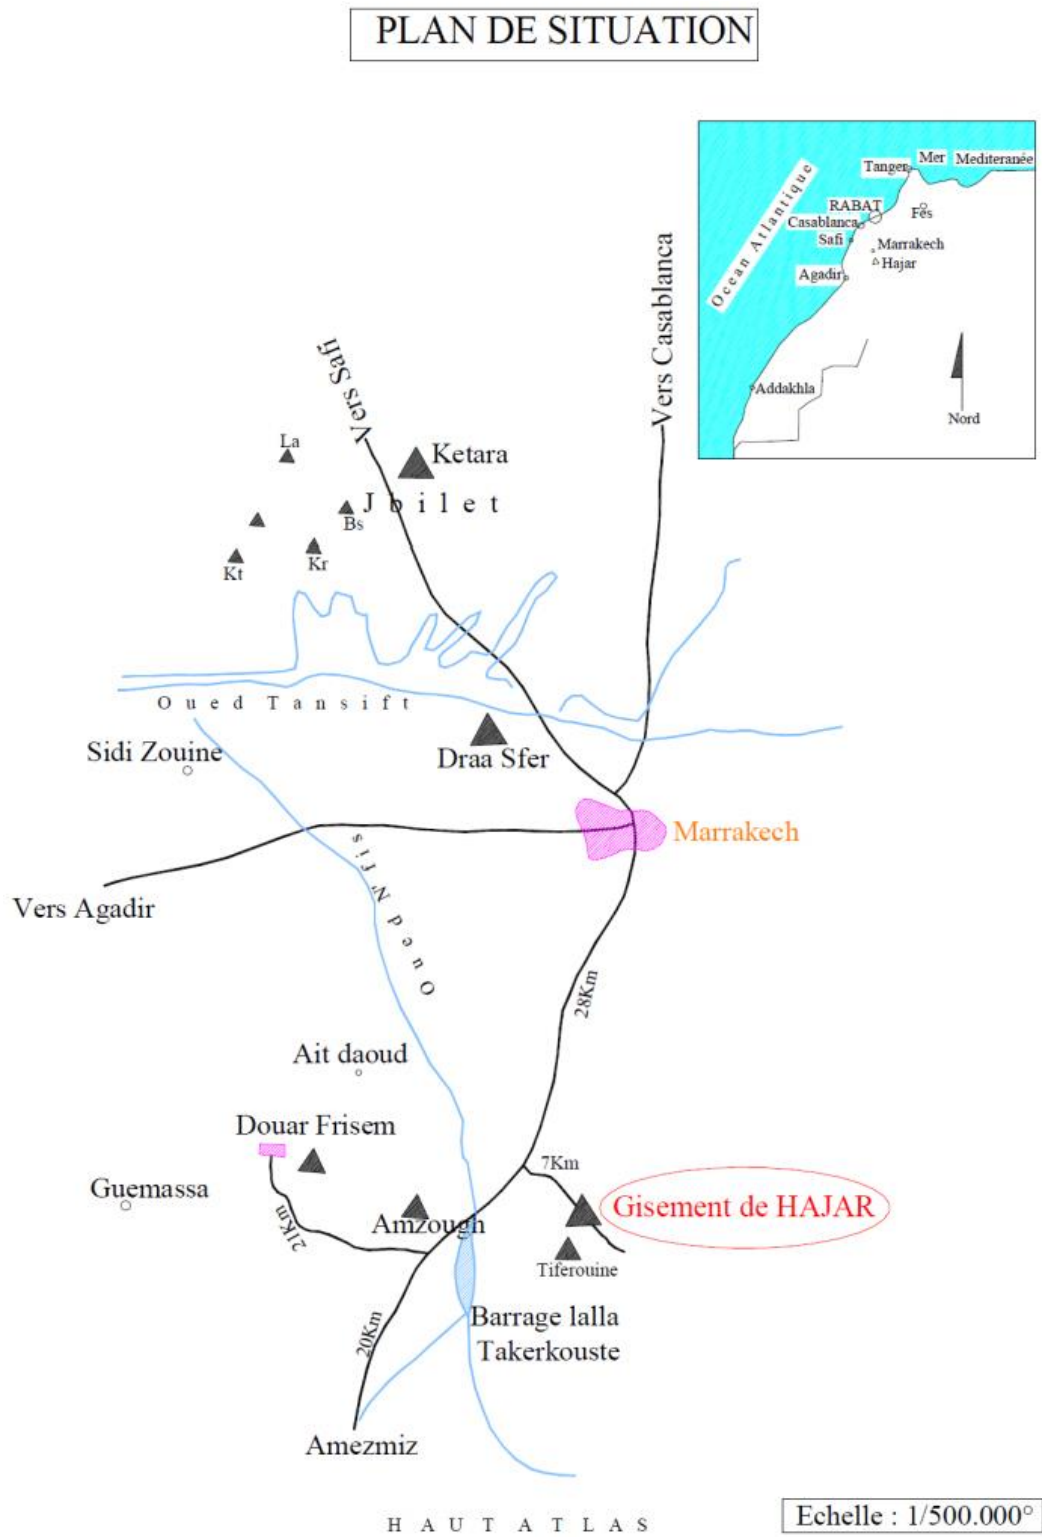 PLAN DE SITUATION
Tanger
Mer Mediteranée
RABAT
Fés
Casablanca
Safi
Marrakech
Hajar
Agadir
Ocean Atlantique
Addakhla
Nord
Vers Safi
Vers Casablanca
La
Ketara
Jbilet
Bs
Kr
Kt
Oued Tansift
Sidi Zouine
Draa Sfer
Marrakech
Vers Agadir
Oued N'fis
28Km
Ait daoud
Douar Frisem
7Km
Guemassa
Gisement de HAJAR
21Km
Amzough
Tiferouine
Barrage lalla
Takerkouste
20Km
Amezmiz
HAUT ATLAS
Echelle : 1/500.000°